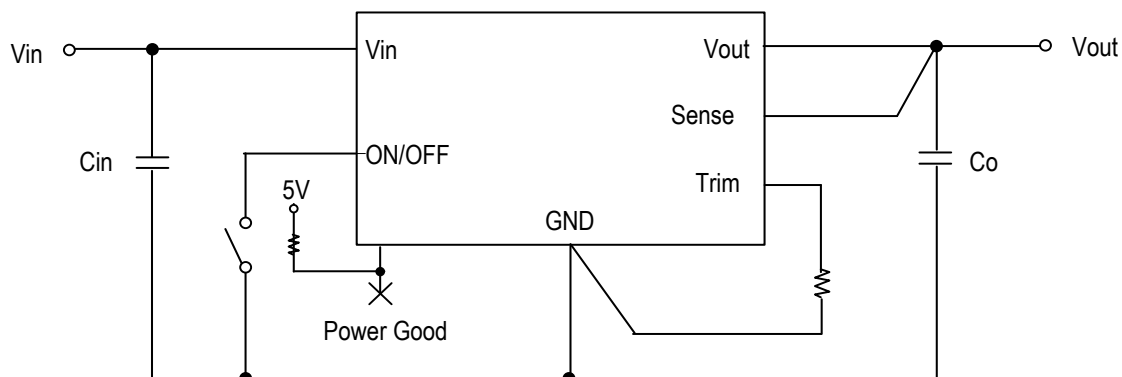 Vin
Vin
Vout
Vout
Sense
Cin
ON/OFF
Co
5V
Trim
GND
Power Good